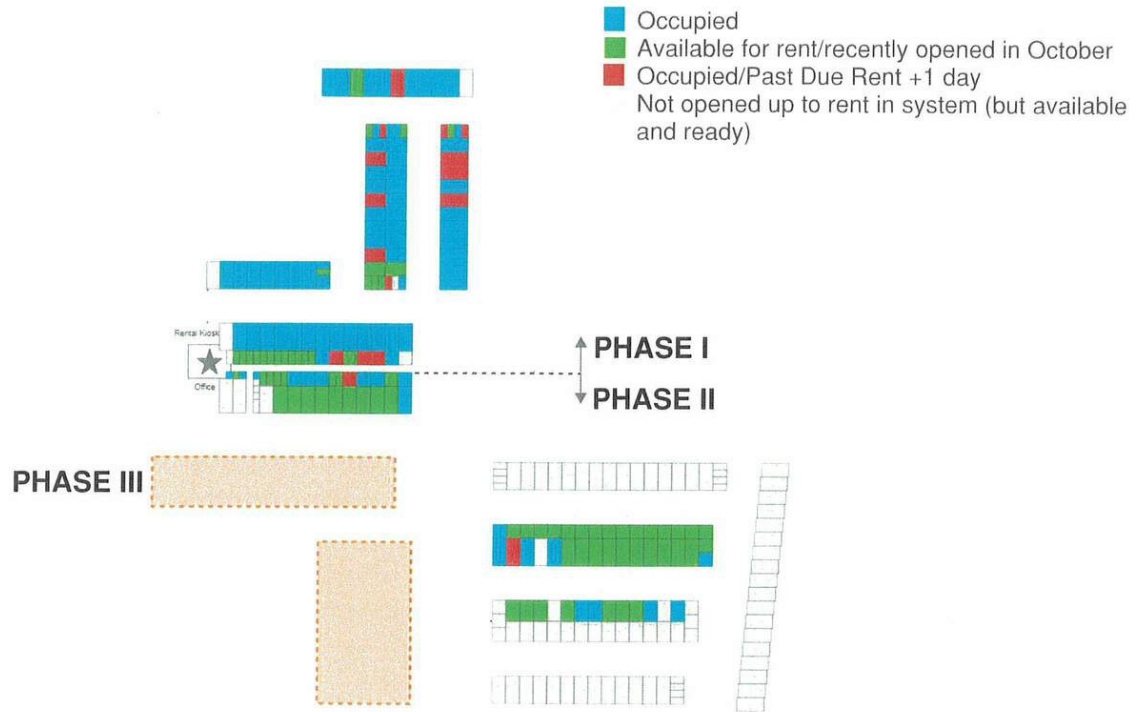 Occupied
Available for rent/recently opened in October
Occupied/Past Due Rent +1 day
Not opened up to rent in system (but available
and ready)
Rental Kiosk
Office
PHASE I
PHASE II
PHASE III